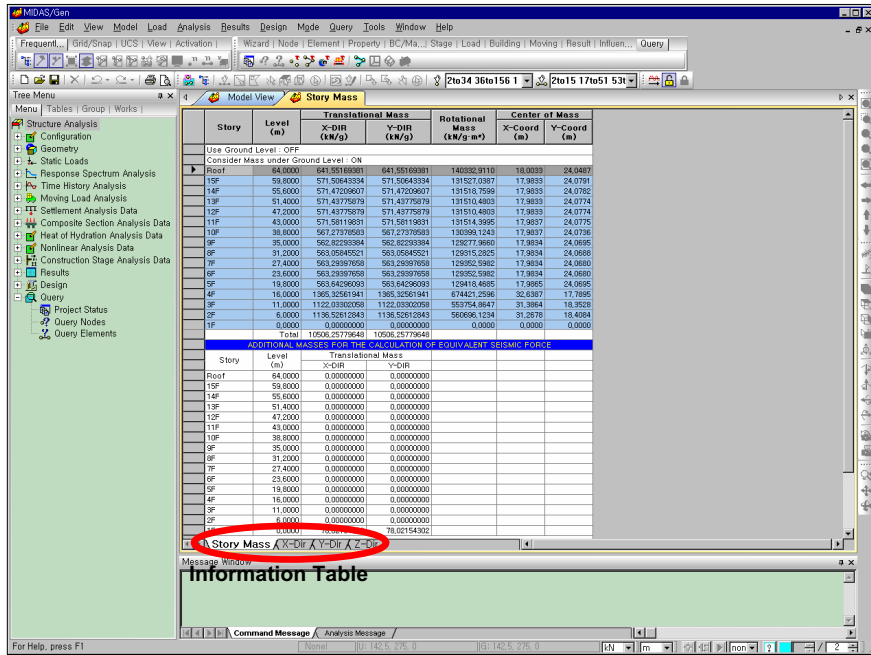 MIDAS/Gen
File Edit View Model Load Analysis Results Design Mode Query Tools Window Help
Frequentl... Grid/Snap UCS View Activation Wizard Node Element Property BC/Ma... Stage Load Building Moving Result Influen... Query
2to34 36to156 1 2to15 17to51 53t
Tree Menu
Menu Tables Group Works
Structure Analysis
Configuration
Geometry
Static Loads
Response Spectrum Analysis
Time History Analysis
Moving Load Analysis
Settlement Analysis Data
Composite Section Analysis Data
Heat of Hydration Analysis Data
Nonlinear Analysis Data
Construction Stage Analysis Data
Results
Design
Query
Project Status
Query Nodes
Query Elements
Model View Story Mass
Story Level (m) Translational Mass Rotational Mass (kN/g·m²) Center of Mass
X-DIR (kN/g) Y-DIR (kN/g) X-Coord (m) Y-Coord (m)
Use Ground Level : OFF
Consider Mass under Ground Level : ON
Roof 64,0000 641,55169381 641,55169381 140332,9110 18,0033 24,0487
15F 59,8000 571,50643334 571,50643334 131527,0387 17,9833 24,0791
14F 55,6000 571,47209607 571,47209607 131518,7599 17,9833 24,0782
13F 51,4000 571,43775879 571,43775879 131510,4803 17,9833 24,0774
12F 47,2000 571,43775879 571,43775879 131510,4803 17,9833 24,0774
11F 43,0000 571,58119831 571,58119831 131514,3995 17,9837 24,0775
10F 38,8000 567,27378583 567,27378583 130399,1243 17,9837 24,0736
9F 35,0000 562,82293384 562,82293384 129277,9660 17,9834 24,0695
8F 31,2000 563,05845521 563,05845521 129315,2825 17,9834 24,0688
7F 27,4000 563,29397658 563,29397658 129352,5982 17,9834 24,0680
6F 23,6000 563,29397658 563,29397658 129352,5982 17,9834 24,0680
5F 19,8000 563,64296093 563,64296093 129418,4685 17,9865 24,0695
4F 16,0000 1365,32561941 1365,32561941 674421,2596 32,6387 17,7895
3F 11,0000 1122,03302058 1122,03302058 553754,8647 31,3864 18,3528
2F 6,0000 1136,52612843 1136,52612843 560696,1234 31,2678 18,4084
1F 0,0000 0,00000000 0,00000000 0,0000 0,0000 0,0000
Total 10506,25779648 10506,25779648
ADDITIONAL MASSES FOR THE CALCULATION OF EQUIVALENT SEISMIC FORCE
Story Level (m) Translational Mass
X-DIR Y-DIR
Roof 64,0000 0,00000000 0,00000000
15F 59,8000 0,00000000 0,00000000
14F 55,6000 0,00000000 0,00000000
13F 51,4000 0,00000000 0,00000000
12F 47,2000 0,00000000 0,00000000
11F 43,0000 0,00000000 0,00000000
10F 38,8000 0,00000000 0,00000000
9F 35,0000 0,00000000 0,00000000
8F 31,2000 0,00000000 0,00000000
7F 27,4000 0,00000000 0,00000000
6F 23,6000 0,00000000 0,00000000
5F 19,8000 0,00000000 0,00000000
4F 16,0000 0,00000000 0,00000000
3F 11,0000 0,00000000 0,00000000
2F 6,0000 0,00000000 0,00000000
0,0000 78,02154302
Story Mass X-Dir Y-Dir Z-Dir
Message Window
Information Table
Command Message Analysis Message
For Help, press F1 None! U: 142,5, 275, 0 G: 142,5, 275, 0 kN m non ? / 2